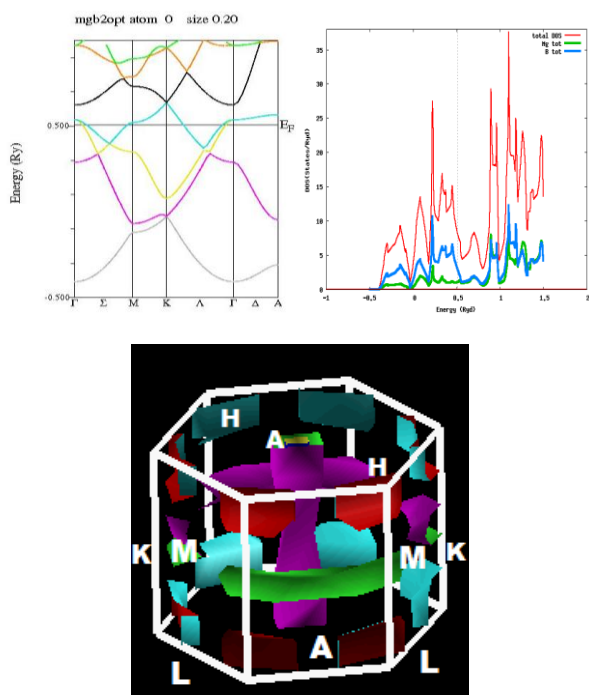 mgb2opt atom 0 size 0.20
Energy (Ry)
0.500
-0.500
E_F
Γ Σ M K Λ Γ Δ A
total DOS
Mg tot
B tot
DOS(States/Ryd)
35
30
25
20
15
10
5
0
-1 -0.5 0 0.5 1 1.5 2
Energy (Ryd)
H
A
H
K M M K
A
L L